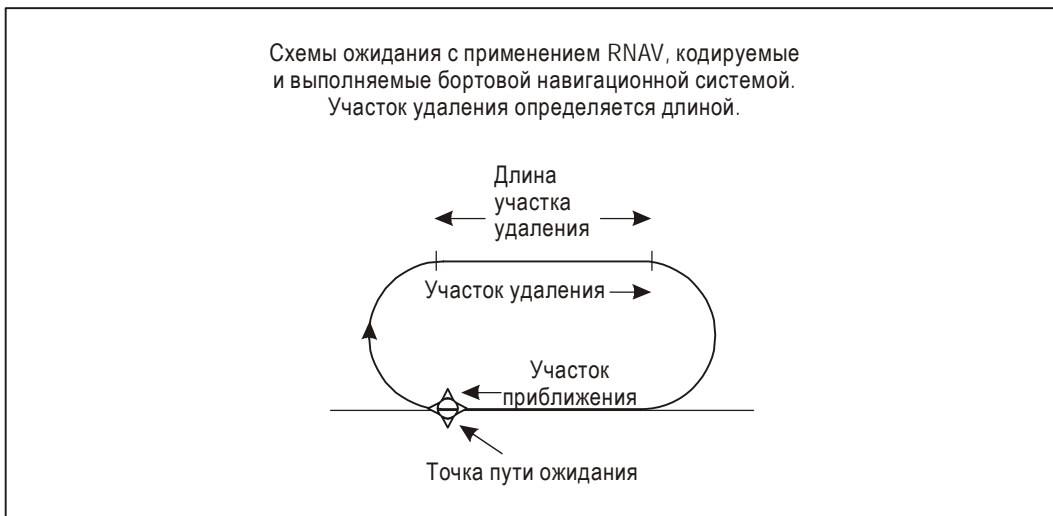 Схемы ожидания с применением RNAV, кодируемые
и выполняемые бортовой навигационной системой.
Участок удаления определяется длиной.
Длина
участка
удаления
Участок удаления
Участок
приближения
Точка пути ожидания